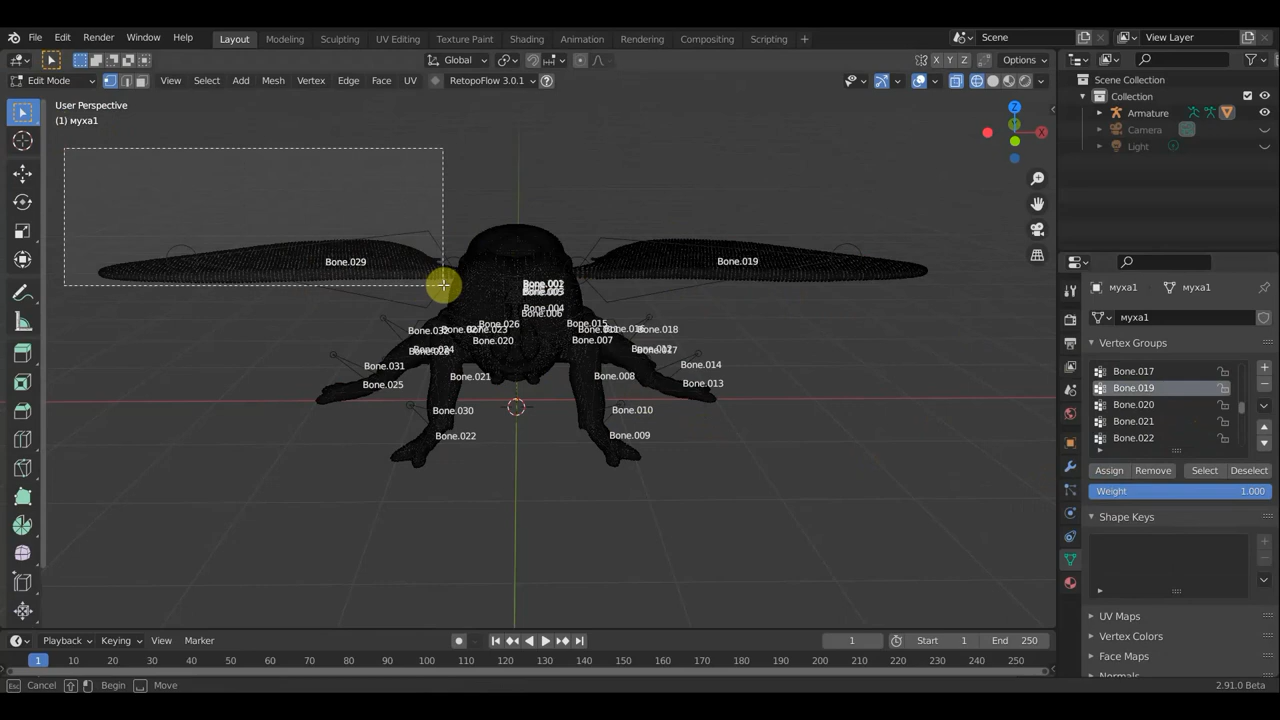 File Edit Render Window Help Layout Modeling Sculpting UV Editing Texture Paint Shading Animation Rendering Compositing Scripting + Scene View Layer
Global X Y Z Options
Edit Mode View Select Add Mesh Vertex Edge Face UV RetopoFlow 3.0.1
User Perspective
(1) муха1
Scene Collection
Collection
Armature
Camera
Light
Z
X
Bone.029
Bone.019
Bone.004
Bone.006
Bone.026
Bone.023
Bone.020
Bone.015
Bone.007
Bone.018
Bone.017
Bone.031
Bone.025
Bone.021
Bone.008
Bone.014
Bone.013
Bone.030
Bone.022
Bone.010
Bone.009
муха1 муха1
муха1
Vertex Groups
Bone.017
Bone.019
Bone.020
Bone.021
Bone.022
Assign Remove Select Deselect
Weight 1.000
Shape Keys
UV Maps
Vertex Colors
Face Maps
Normals
Playback Keying View Marker 1 Start 1 End 250
1 10 20 30 40 50 60 70 80 90 100 110 120 130 140 150 160 170 180 190 200 210 220 230 240 250
Esc Cancel Begin Move 2.91.0 Beta